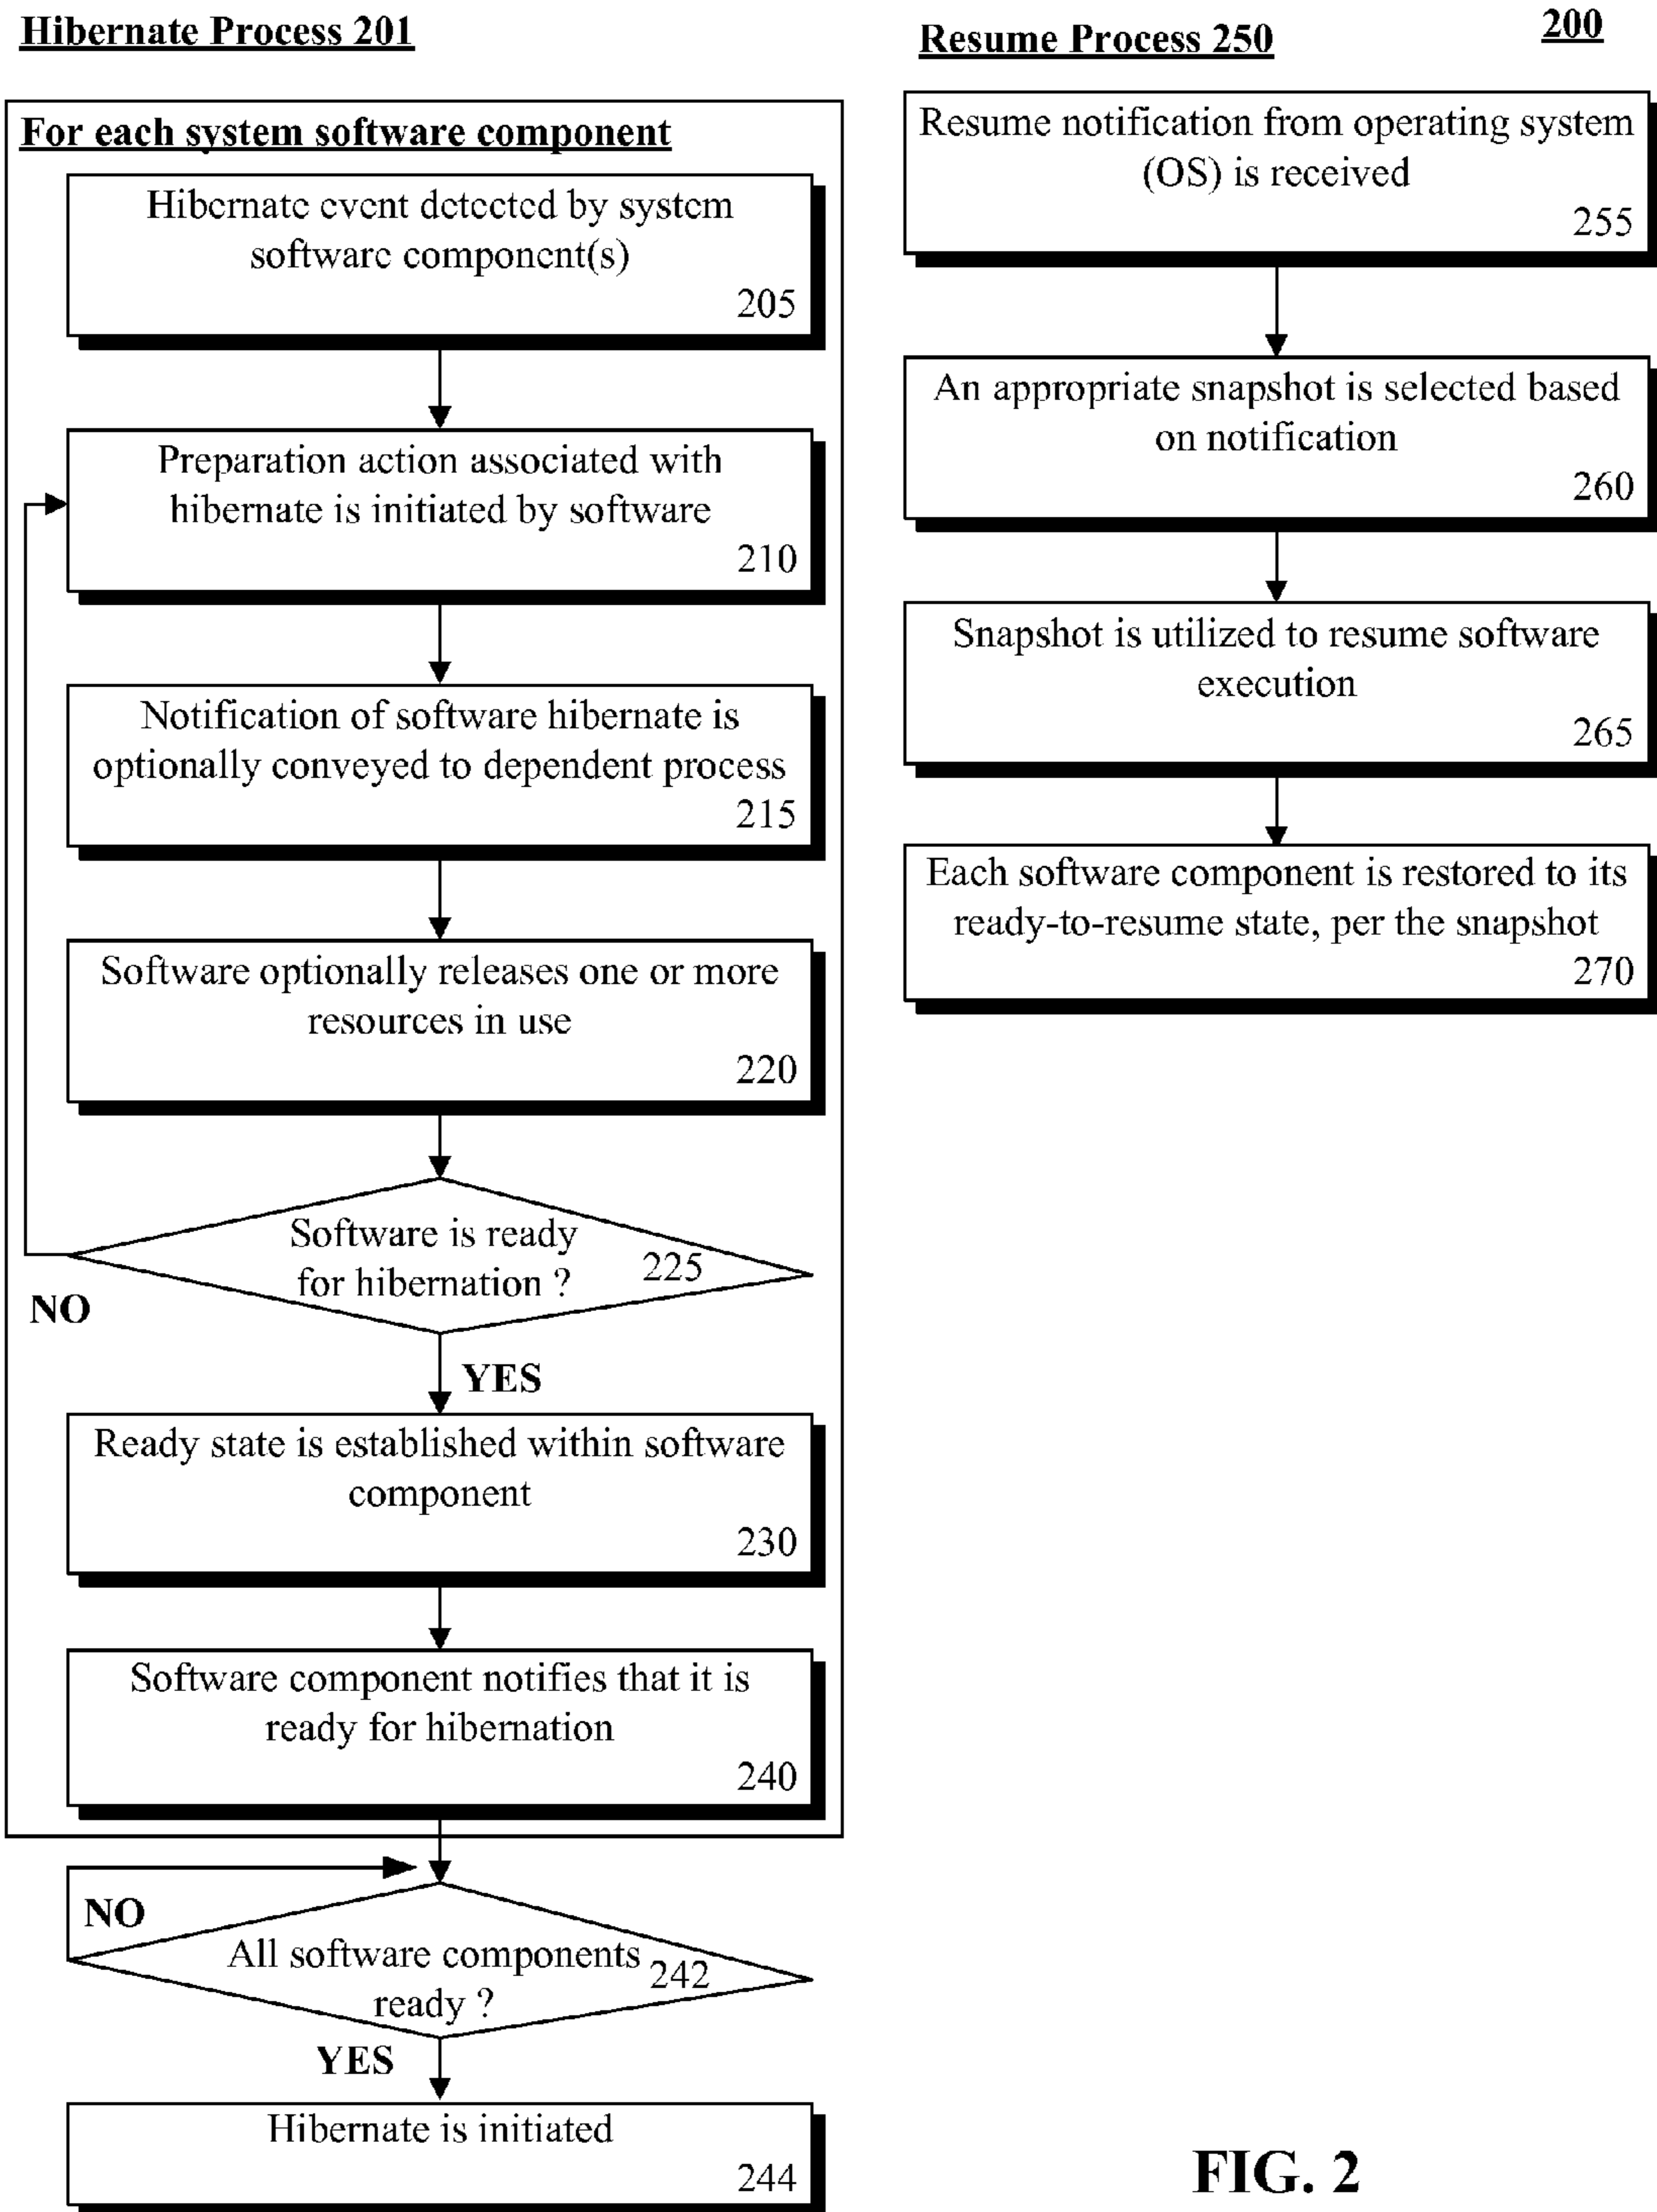 Hibernate Process 201
For each system software component
Hibernate event detected by system
software component(s)
205
Preparation action associated with
hibernate is initiated by software
210
Notification of software hibernate is
optionally conveyed to dependent process
215
Software optionally releases one or more
resources in use
220
Software is ready
for hibernation ?
225
NO
YES
Ready state is established within software
component
230
Software component notifies that it is
ready for hibernation
240
NO
All software components
ready ?
242
YES
Hibernate is initiated
244
Resume Process 250
200
Resume notification from operating system
(OS) is received
255
An appropriate snapshot is selected based
on notification
260
Snapshot is utilized to resume software
execution
265
Each software component is restored to its
ready-to-resume state, per the snapshot
270
FIG. 2